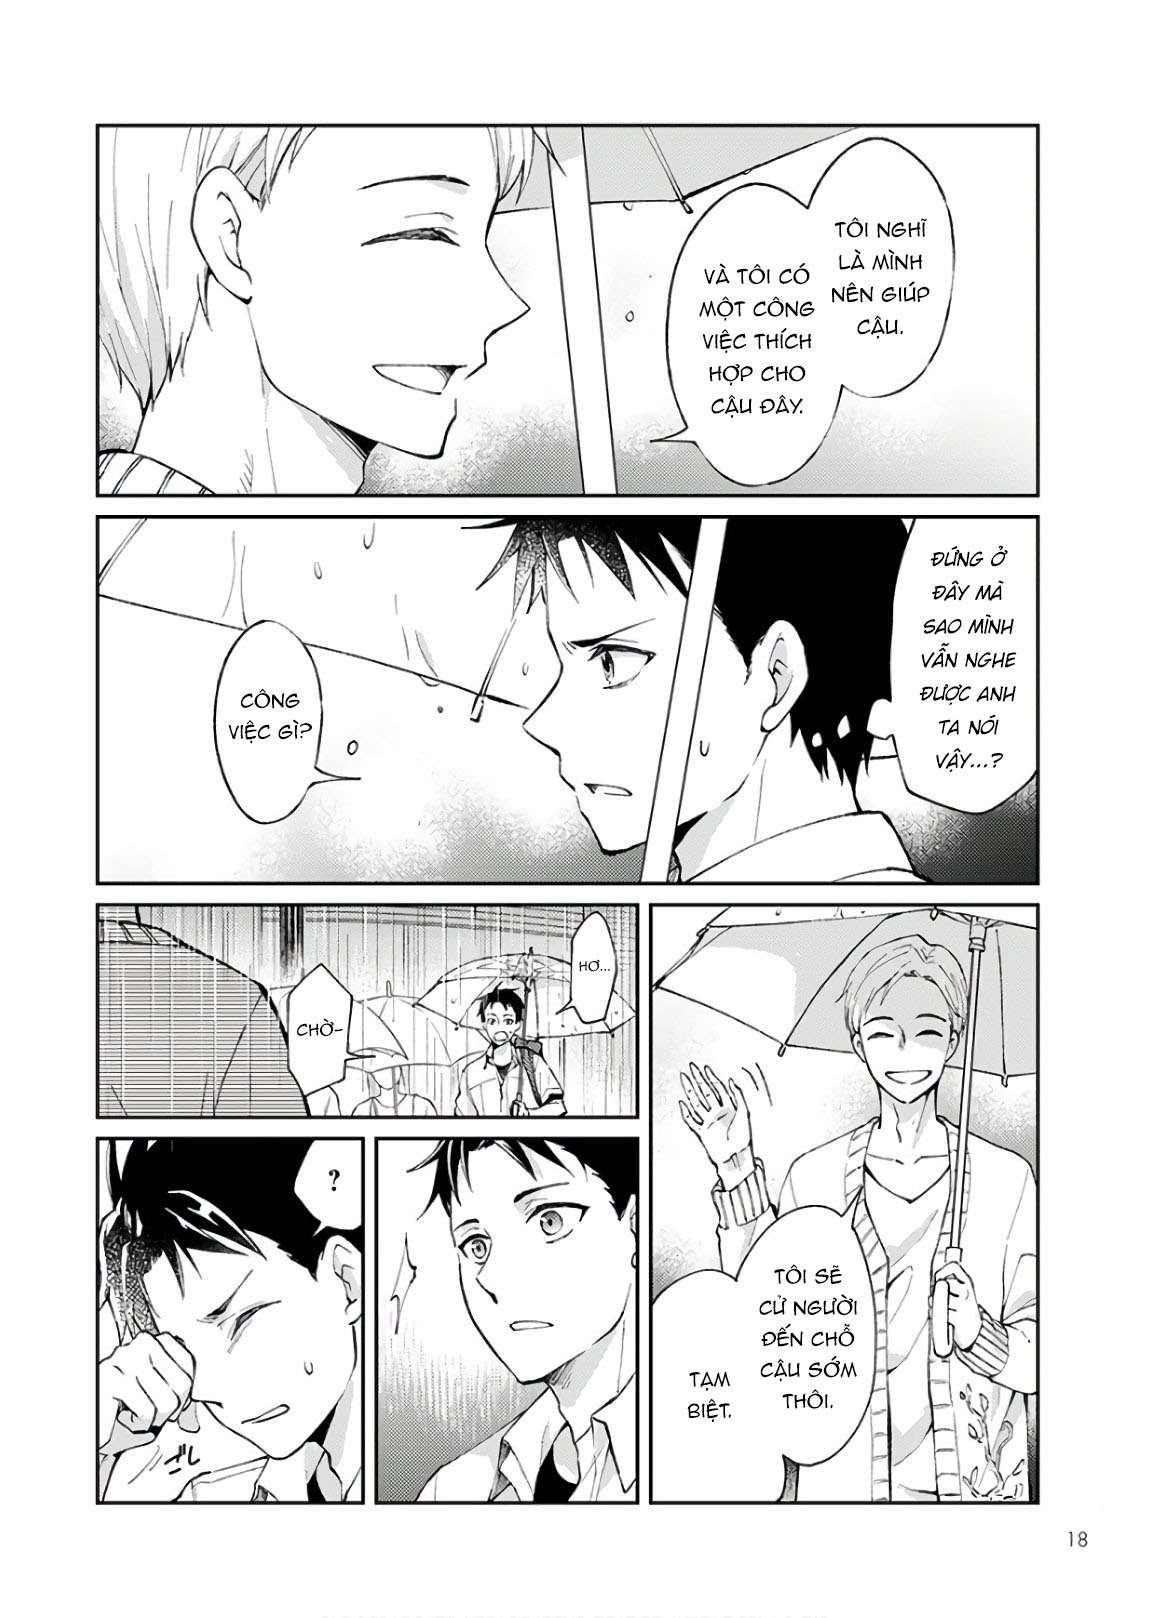 TÔI NGHĨ
LÀ MÌNH
NÊN GIÚP
CẬU.
VÀ TÔI CÓ
MỘT CÔNG
VIỆC THÍCH
HỢP CHO
CẬU ĐÂY.
ĐỨNG Ở
ĐÂY MÀ
SAO MÌNH
VẪN NGHE
ĐƯỢC ANH
TA NÓI
VẬY...?
CÔNG
VIỆC GÌ?
TÔI SẼ
CỬ NGƯỜI
ĐẾN CHỖ
CẬU SỚM
THÔI.
TẠM
BIỆT.
HƠ...
CHỜ-
?
18